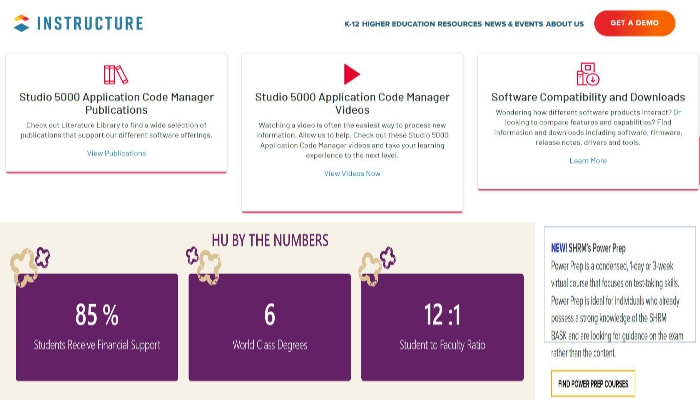 INSTRUCTURE
K-12 HIGHER EDUCATION RESOURCES NEWS & EVENTS ABOUT US
GET A DEMO
Studio 5000 Application Code Manager
Publications
Check out Literature Library to find a wide selection of
publications that support our different software offerings.
View Publications
Studio 5000 Application Code Manager
Videos
Watching a video is often the easiest way to process new
information. Allow us to help. Check out these Studio 5000
Application Code Manager videos and take your learning
experience to the next level.
View Videos Now
Software Compatibility and Downloads
Wondering how different software products interact? Or
looking to compare features and capabilities? Find
information and downloads including software, firmware,
release notes, drivers and tools.
Learn More
HU BY THE NUMBERS
85 %
Students Receive Financial Support
6
World Class Degrees
12 :1
Student to Faculty Ratio
NEW! SHRM's Power Prep
Power Prep is a condensed, 1-day or 3-week
virtual course that focuses on test-taking skills.
Power Prep is ideal for individuals who already
possess a strong knowledge of the SHRM
BASK and are looking for guidance on the exam
rather than the content.
FIND POWER PREP COURSES